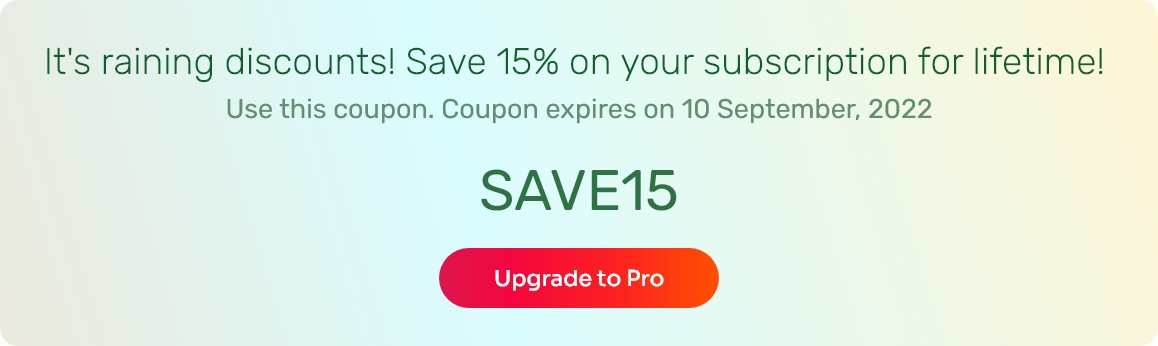 It's raining discounts! Save 15% on your subscription for lifetime!
Use this coupon. Coupon expires on 10 September, 2022
SAVE15
Upgrade to Pro